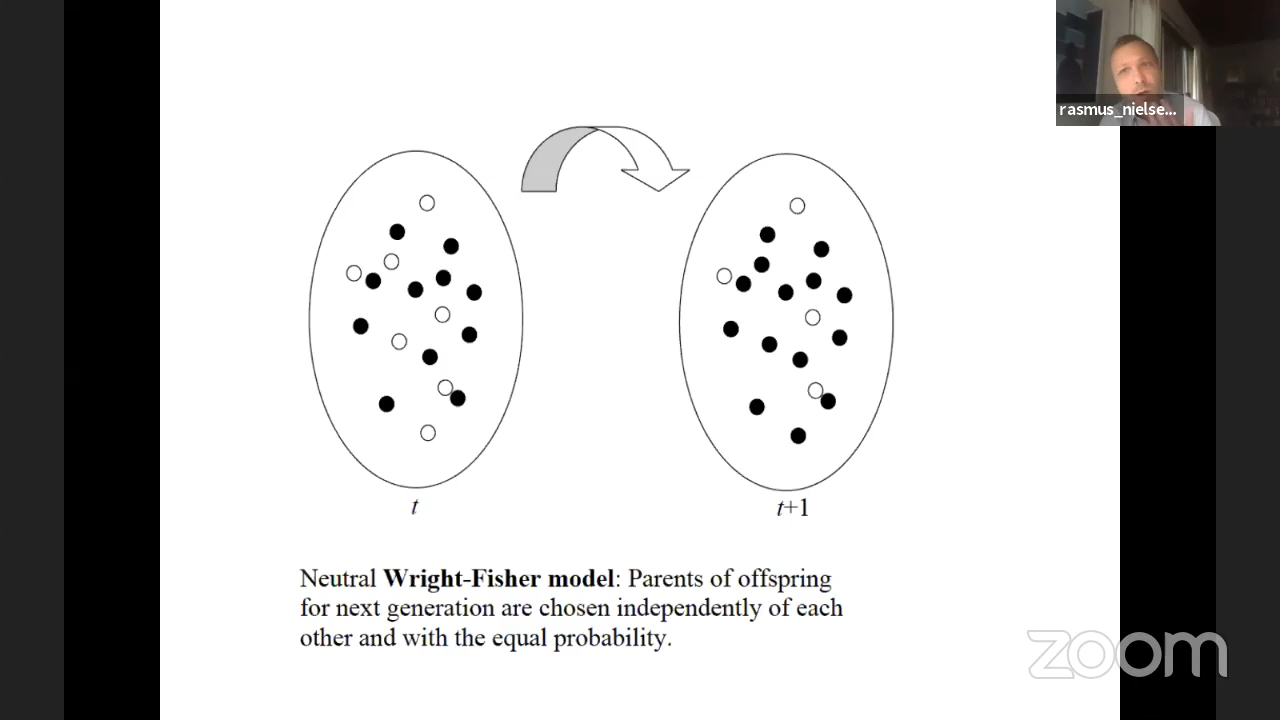 rasmus_nielse...
t
t+1
Neutral Wright-Fisher model: Parents of offspring
for next generation are chosen independently of each
other and with the equal probability.
zoom